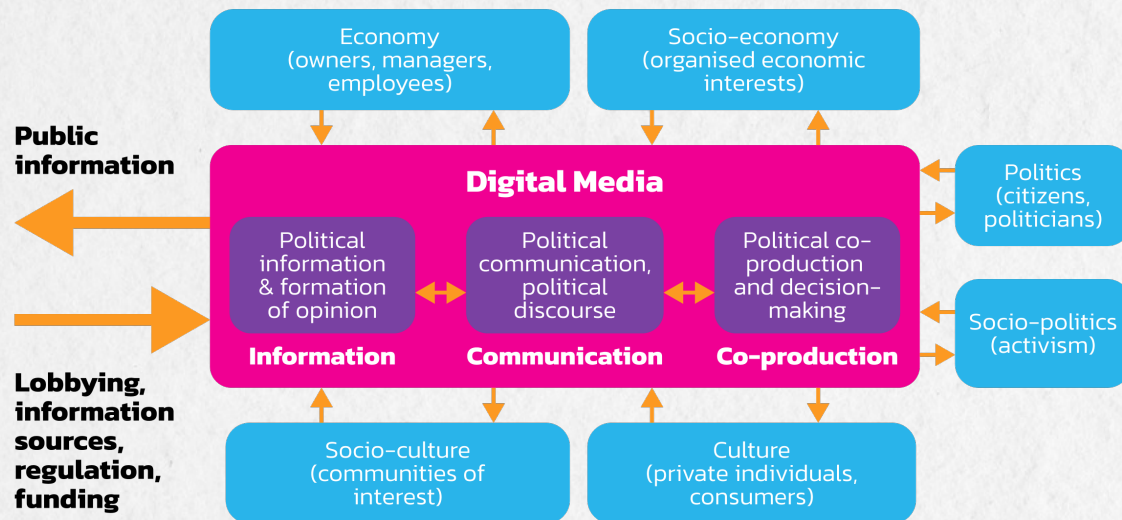 Economy
(owners, managers,
employees)
Socio-economy
(organised economic
interests)
Public
information
Digital Media
Politics
(citizens,
politicians)
Political
information
& formation
of opinion
Political
communication,
political
discourse
Political co-
production
and decision-
making
Information
Communication
Co-production
Socio-politics
(activism)
Lobbying,
information
sources,
regulation,
funding
Socio-culture
(communities of
interest)
Culture
(private individuals,
consumers)